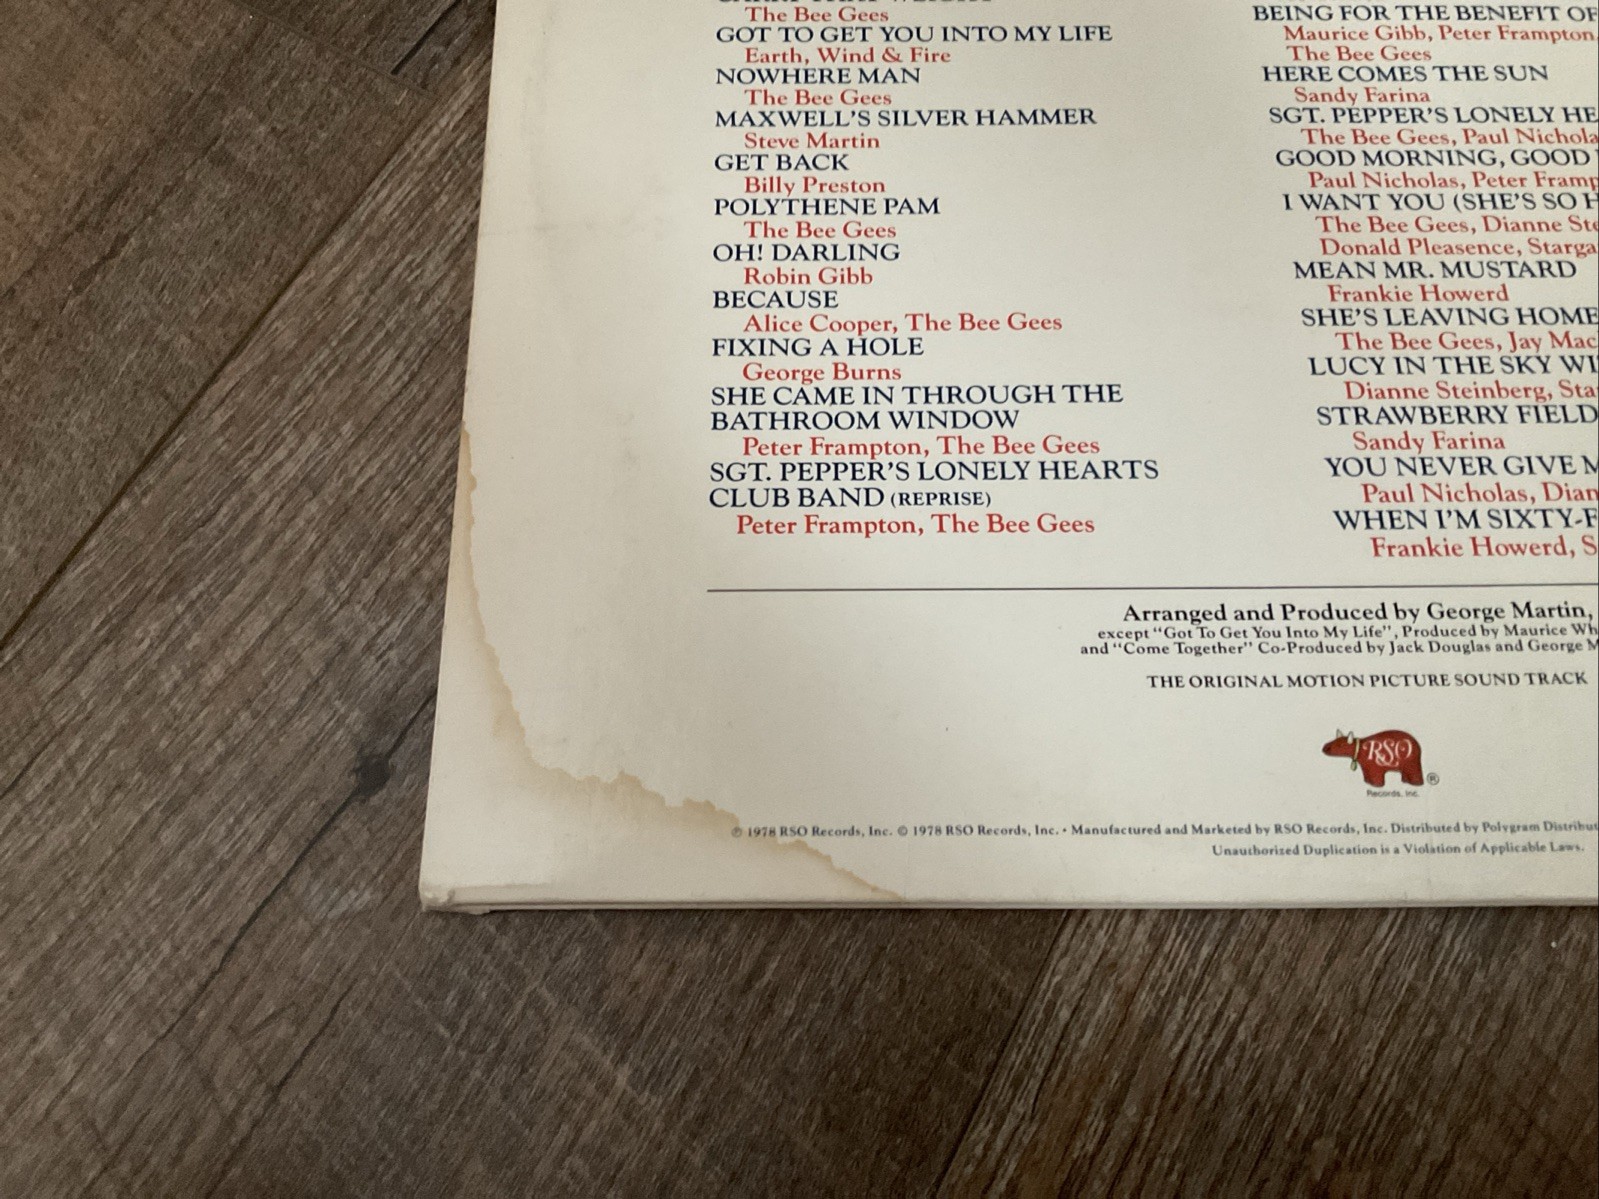 The Bee Gees
GOT TO GET YOU INTO MY LIFE
Earth, Wind & Fire
NOWHERE MAN
The Bee Gees
MAXWELL'S SILVER HAMMER
Steve Martin
GET BACK
Billy Preston
POLYTHENE PAM
The Bee Gees
OH! DARLING
Robin Gibb
BECAUSE
Alice Cooper, The Bee Gees
FIXING A HOLE
George Burns
SHE CAME IN THROUGH THE
BATHROOM WINDOW
Peter Frampton, The Bee Gees
SGT. PEPPER'S LONELY HEARTS
CLUB BAND (REPRISE)
Peter Frampton, The Bee Gees
BEING FOR THE BENEFIT OF
Maurice Gibb, Peter Frampton,
The Bee Gees
HERE COMES THE SUN
Sandy Farina
SGT. PEPPER'S LONELY HE
The Bee Gees, Paul Nichola
GOOD MORNING, GOOD
Paul Nicholas, Peter Framp
I WANT YOU (SHE'S SO H
The Bee Gees, Dianne Ste
Donald Pleasence, Starga
MEAN MR. MUSTARD
Frankie Howerd
SHE'S LEAVING HOME
The Bee Gees, Jay Mac
LUCY IN THE SKY WI
Dianne Steinberg, Sta
STRAWBERRY FIELD
Sandy Farina
YOU NEVER GIVE M
Paul Nicholas, Dian
WHEN I'M SIXTY-F
Frankie Howerd, S
Arranged and Produced by George Martin,
except "Got To Get You Into My Life", Produced by Maurice Wh
and "Come Together" Co-Produced by Jack Douglas and George M
THE ORIGINAL MOTION PICTURE SOUND TRACK
RSO ®
Records, Inc.
℗ 1978 RSO Records, Inc. © 1978 RSO Records, Inc. • Manufactured and Marketed by RSO Records, Inc. Distributed by Polygram Distribut
Unauthorized Duplication is a Violation of Applicable Laws.